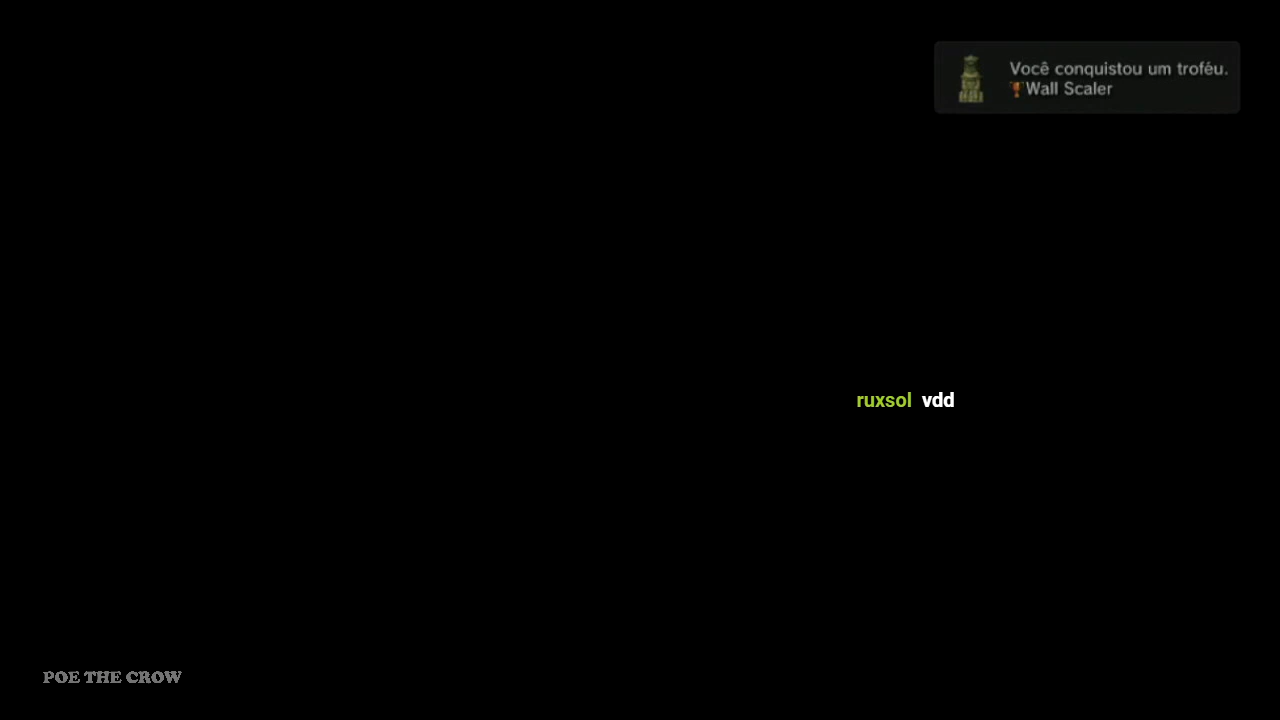 Você conquistou um troféu.
Wall Scaler
ruxsol vdd
POE THE CROW